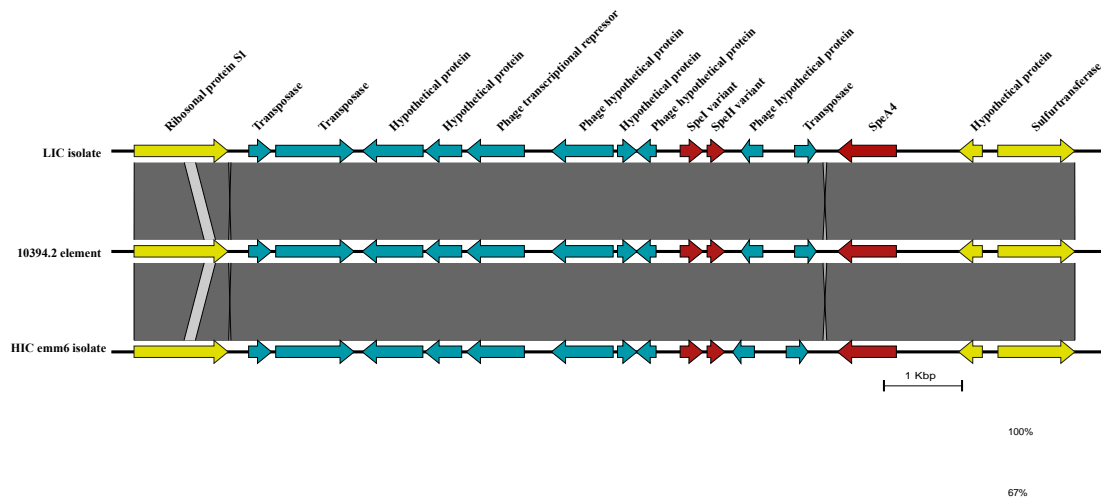 Ribosonal protein S1
Transposase
Transposase
Hypothetical protein
Hypothetical protein
Phage transcriptional repressor
Phage hypothetical protein
Hypothetical protein
Phage hypothetical protein
SpeI variant
SpeH variant
Phage hypothetical protein
Transposase
SpeA4
Hypothetical protein
Sulfurtransferase
LIC isolate
10394.2 element
HIC emm6 isolate
1 Kbp
100%
67%